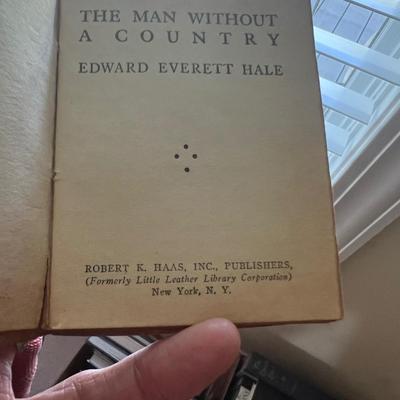 THE MAN WITHOUT
A COUNTRY
EDWARD EVERETT HALE
ROBERT K. HAAS, INC., PUBLISHERS,
(Formerly Little Leather Library Corporation)
New York, N. Y.